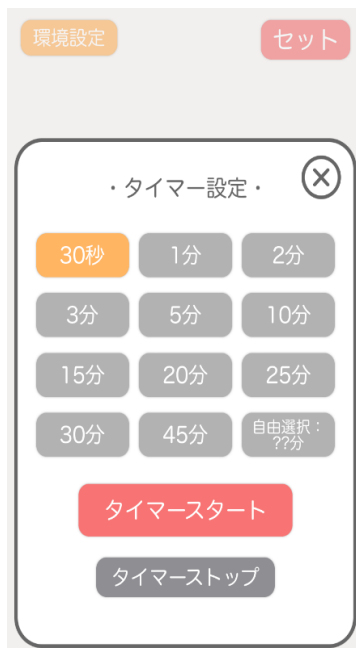 環境設定
セット
・タイマー設定・
30秒
1分
2分
3分
5分
10分
15分
20分
25分
30分
45分
自由選択：
??分
タイマースタート
タイマーストップ